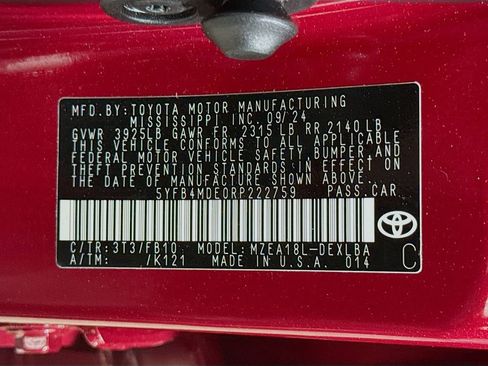 MFD. BY: TOYOTA MOTOR MANUFACTURING
MISSISSIPPI INC. 09/24
GVWR 3925LB GAWR FR 2315 LB RR 2140 LB
THIS VEHICLE CONFORMS TO ALL APPLICABLE
FEDERAL MOTOR VEHICLE SAFETY, BUMPER, AND
THEFT PREVENTION STANDARDS IN EFFECT ON
THE DATE OF MANUFACTURE SHOWN ABOVE.
5YFB4MDE0RP222759 PASS.CAR
C/TR: 3T3/FB10 MODEL: MZEA18L-DEXLBA
A/TM: /K121 MADE IN U.S.A. 014 C